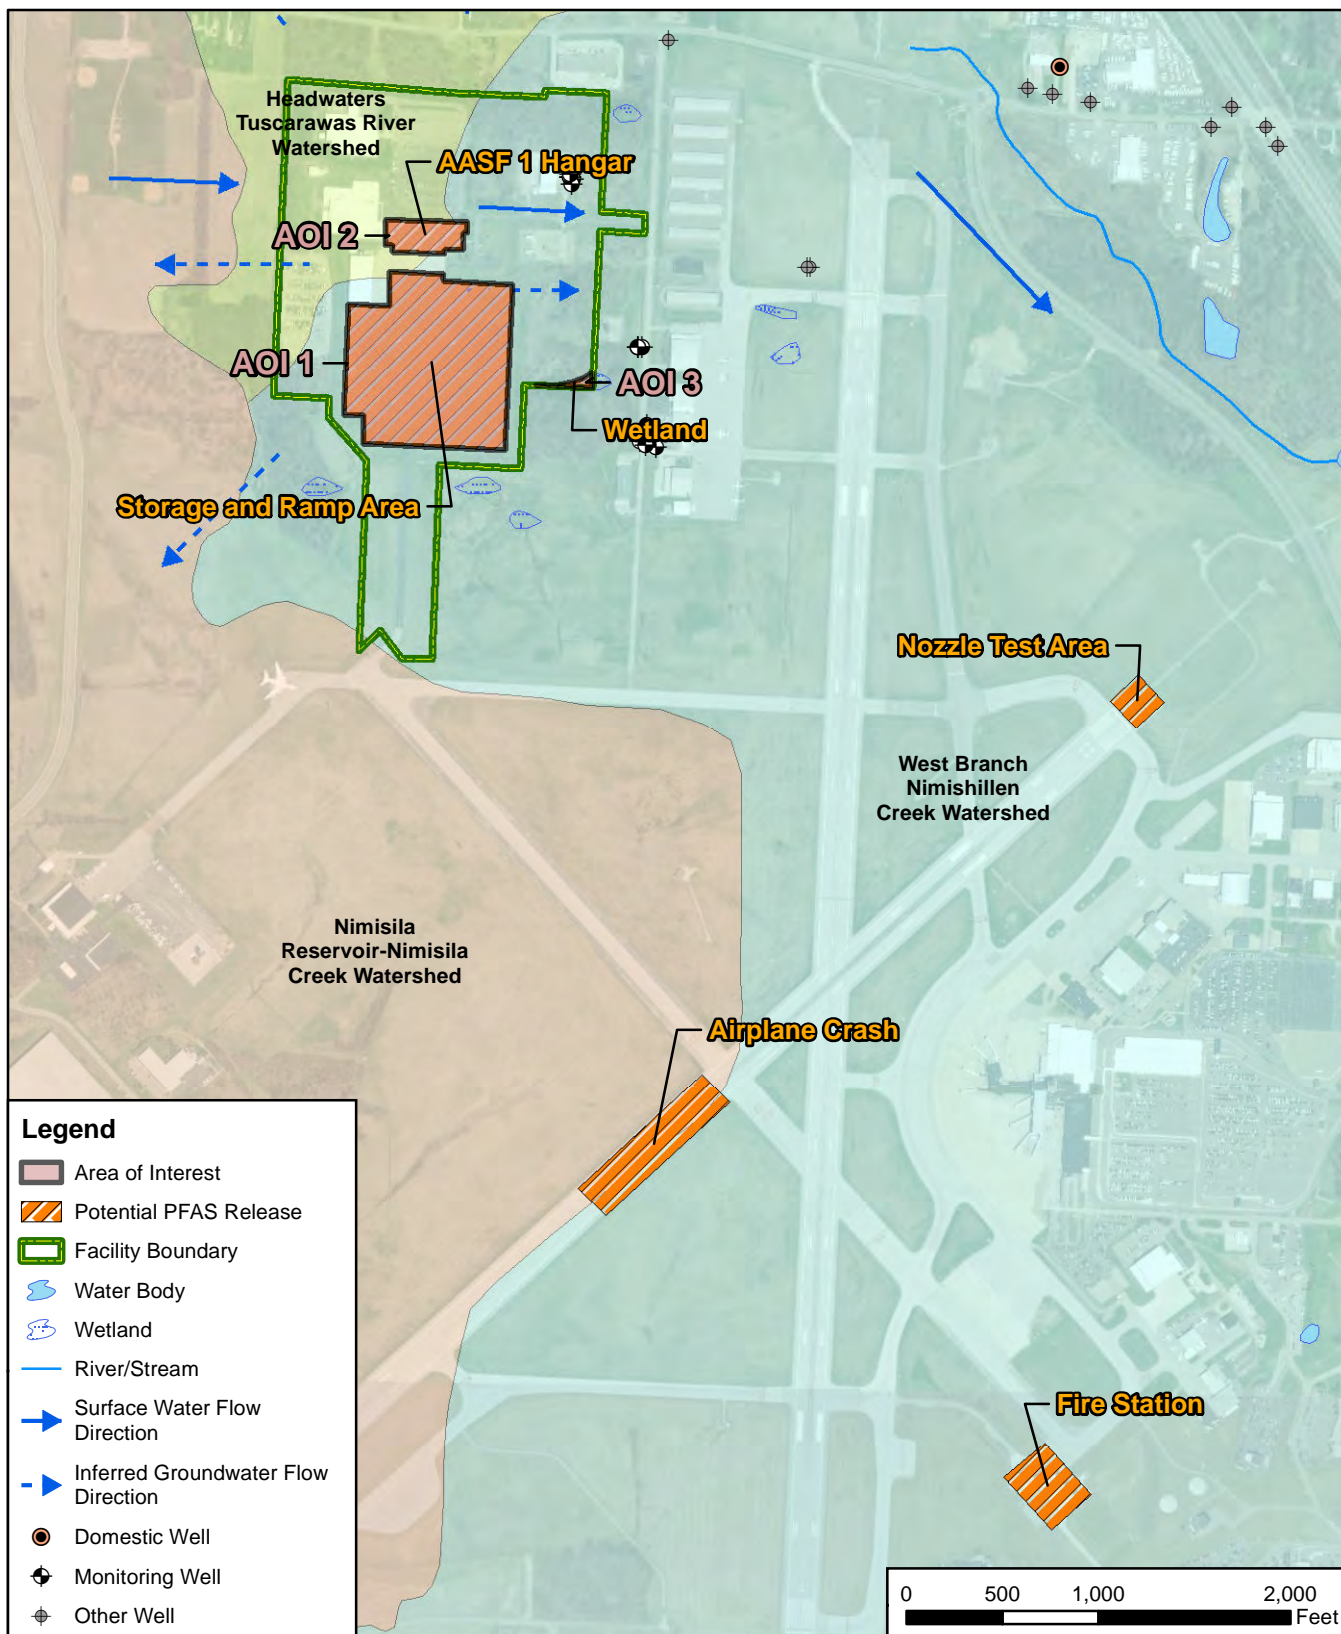 Headwaters
Tuscarawas River
Watershed
AASF 1 Hangar
AOI 2
AOI 1
AOI 3
Wetland
Storage and Ramp Area
Nozzle Test Area
West Branch
Nimishillen
Creek Watershed
Nimisila
Reservoir-Nimisila
Creek Watershed
Airplane Crash
Fire Station
Legend
Area of Interest
Potential PFAS Release
Facility Boundary
Water Body
Wetland
River/Stream
Surface Water Flow
Direction
Inferred Groundwater Flow
Direction
Domestic Well
Monitoring Well
Other Well
0 500 1,000 2,000
Feet